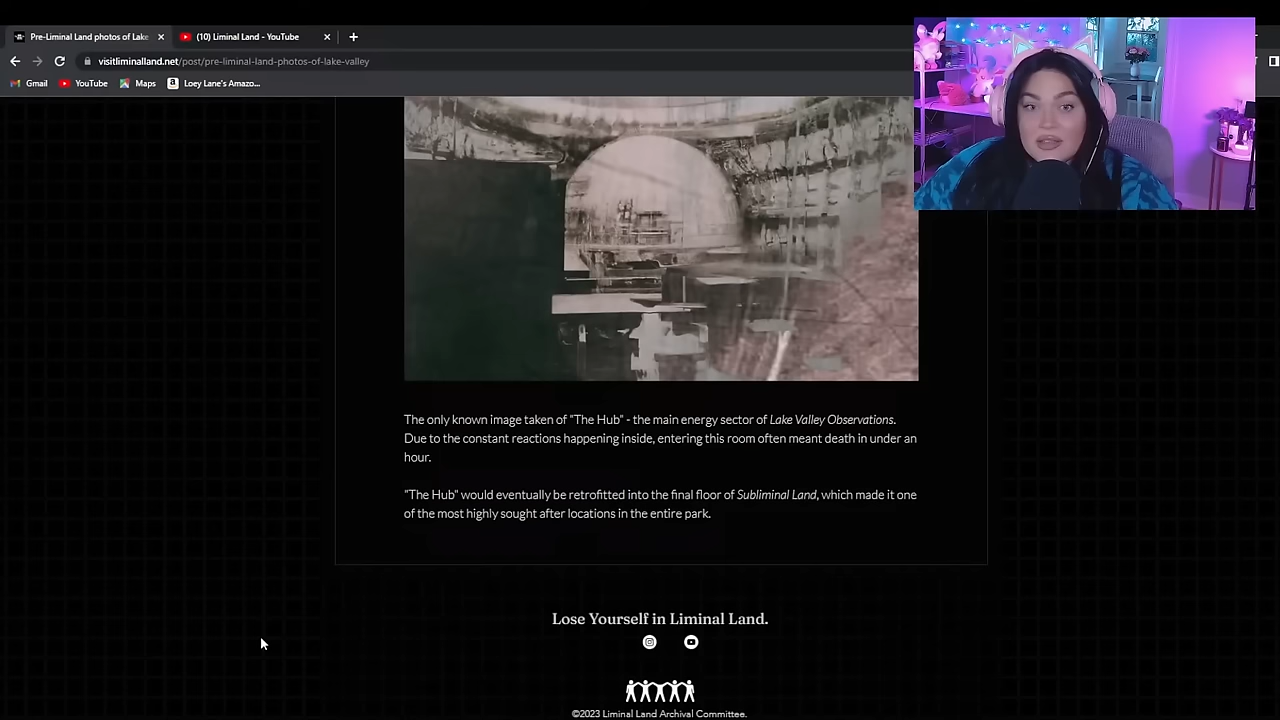 Pre-Liminal Land photos of Lake
(10) Liminal Land - YouTube
visitliminalland.net/post/pre-liminal-land-photos-of-lake-valley
Gmail
YouTube
Maps
Loey Lane's Amazo...
The only known image taken of "The Hub" - the main energy sector of Lake Valley Observations.
Due to the constant reactions happening inside, entering this room often meant death in under an
hour.
"The Hub" would eventually be retrofitted into the final floor of Subliminal Land, which made it one
of the most highly sought after locations in the entire park.
Lose Yourself in Liminal Land.
©2023 Liminal Land Archival Committee.